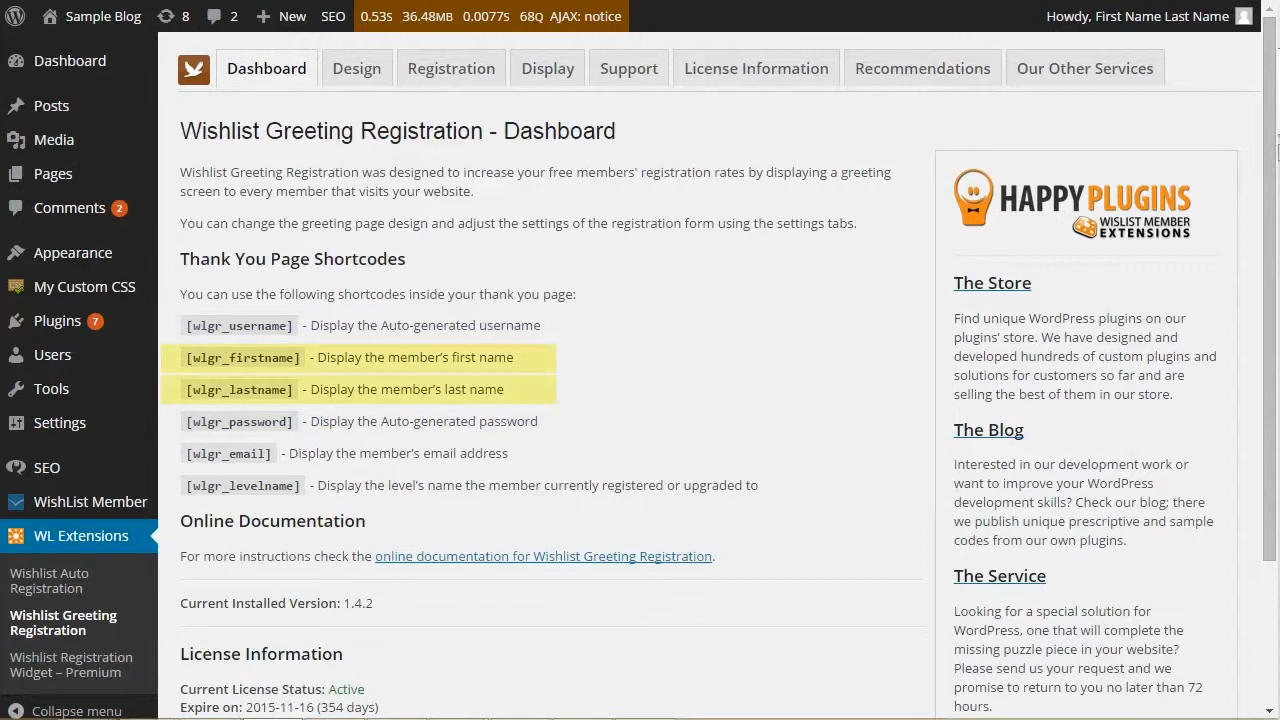 Sample Blog 8 2 New SEO 0.53s 36.48MB 0.0077s 68Q AJAX: notice Howdy, First Name Last Name
Dashboard
Posts
Media
Pages
Comments 2
Appearance
My Custom CSS
Plugins 7
Users
Tools
Settings
SEO
WishList Member
WL Extensions
Wishlist Auto
Registration
Wishlist Greeting
Registration
Wishlist Registration
Widget – Premium
Collapse menu
Dashboard Design Registration Display Support License Information Recommendations Our Other Services
Wishlist Greeting Registration - Dashboard
Wishlist Greeting Registration was designed to increase your free members' registration rates by displaying a greeting
screen to every member that visits your website.
You can change the greeting page design and adjust the settings of the registration form using the settings tabs.
Thank You Page Shortcodes
You can use the following shortcodes inside your thank you page:
[wlgr_username] - Display the Auto-generated username
[wlgr_firstname] - Display the member's first name
[wlgr_lastname] - Display the member's last name
[wlgr_password] - Display the Auto-generated password
[wlgr_email] - Display the member's email address
[wlgr_levelname] - Display the level's name the member currently registered or upgraded to
Online Documentation
For more instructions check the online documentation for Wishlist Greeting Registration.
Current Installed Version: 1.4.2
License Information
Current License Status: Active
Expire on: 2015-11-16 (354 days)
HAPPY PLUGINS
WISLIST MEMBER
EXTENSIONS
The Store
Find unique WordPress plugins on our
plugins' store. We have designed and
developed hundreds of custom plugins and
solutions for customers so far and are
selling the best of them in our store.
The Blog
Interested in our development work or
want to improve your WordPress
development skills? Check our blog; there
we publish unique prescriptive and sample
codes from our own plugins.
The Service
Looking for a special solution for
WordPress, one that will complete the
missing puzzle piece in your website?
Please send us your request and we
promise to return to you no later than 72
hours.